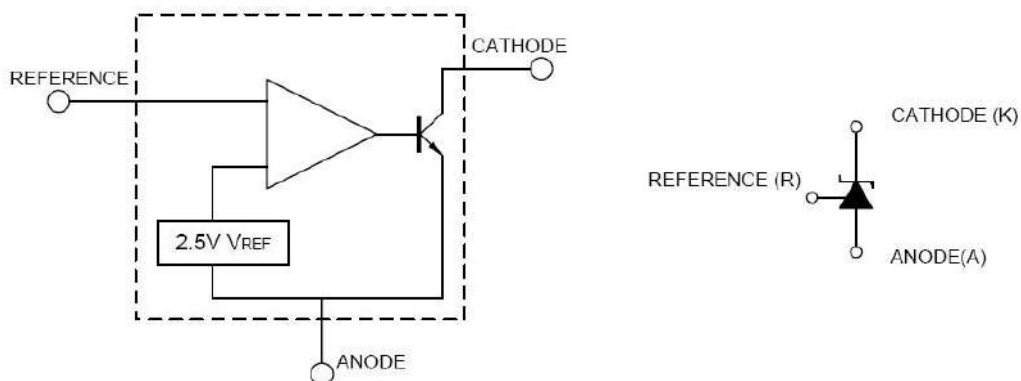 CATHODE
REFERENCE
2.5V VREF
ANODE
CATHODE (K)
REFERENCE (R)
ANODE(A)